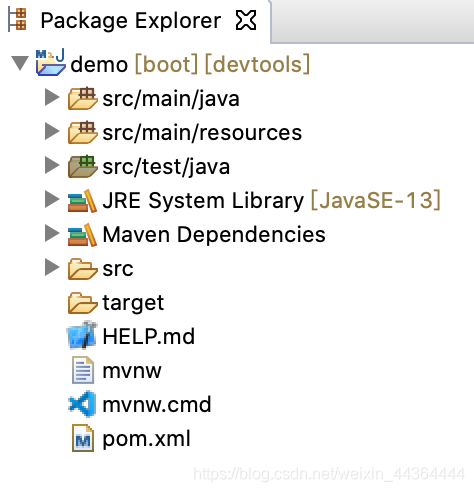 Package Explorer
demo [boot] [devtools]
src/main/java
src/main/resources
src/test/java
JRE System Library [JavaSE-13]
Maven Dependencies
src
target
HELP.md
mvnw
mvnw.cmd
pom.xml
https://blog.csdn.net/weixin_44364444